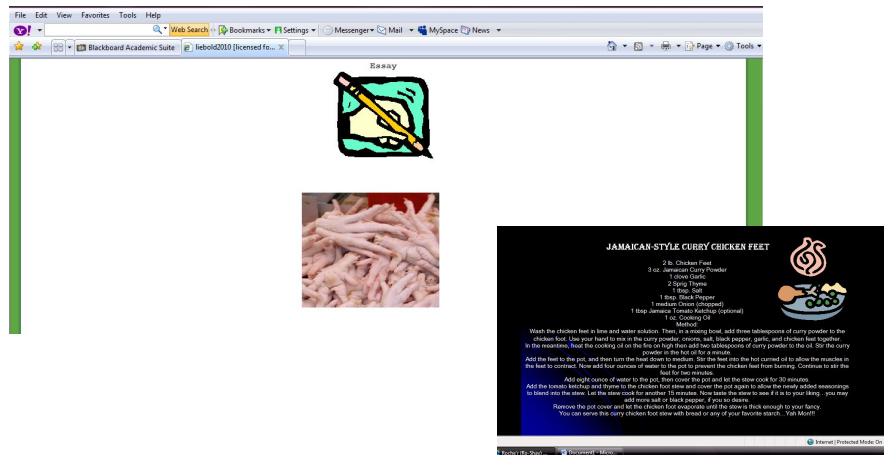 File Edit View Favorites Tools Help
Web Search Bookmarks Settings Messenger Mail MySpace News
Blackboard Academic Suite liebold2010 [licensed fo... Page Tools
Essay
JAMAICAN-STYLE CURRY CHICKEN FEET
2 lb. Chicken Feet
3 oz. Jamaican Curry Powder
1 clove Garlic
2 Sprig Thyme
1 tbsp. Salt
1 tbsp. Black Pepper
1 medium Onion (chopped)
1 tbsp Jamaica Tomato Ketchup (optional)
1 oz. Cooking Oil
Method:
Wash the chicken feet in lime and water solution. Then, in a mixing bowl, add three tablespoons of curry powder to the
chicken foot. Use your hand to mix in the curry powder, onions, salt, black pepper, garlic, and chicken feet together.
In the meantime, heat the cooking oil on the fire on high then add two tablespoons of curry powder to the oil. Stir the curry
powder in the hot oil for a minute.
Add the feet to the pot, and then turn the heat down to medium. Stir the feet into the hot curried oil to allow the muscles in
the feet to contract. Now add four ounces of water to the pot to prevent the chicken feet from burning. Continue to stir the
feet for two minutes.
Add eight ounce of water to the pot, then cover the pot and let the stew cook for 30 minutes.
Add the tomato ketchup and thyme to the chicken foot stew and cover the pot again to allow the newly added seasonings
to blend into the stew. Let the stew cook for another 15 minutes. Now taste the stew to see if it is to your liking...you may
add more salt or black pepper, if you so desire.
Remove the pot cover and let the chicken foot evaporate until the stew is thick enough to your fancy.
You can serve this curry chicken foot stew with bread or any of your favorite starch...Yah Mon!!!
Internet | Protected Mode: On
Document1 - Micro...